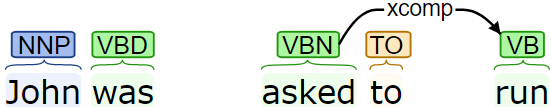 xcomp
NNP VBD VBN TO VB
John was asked to run